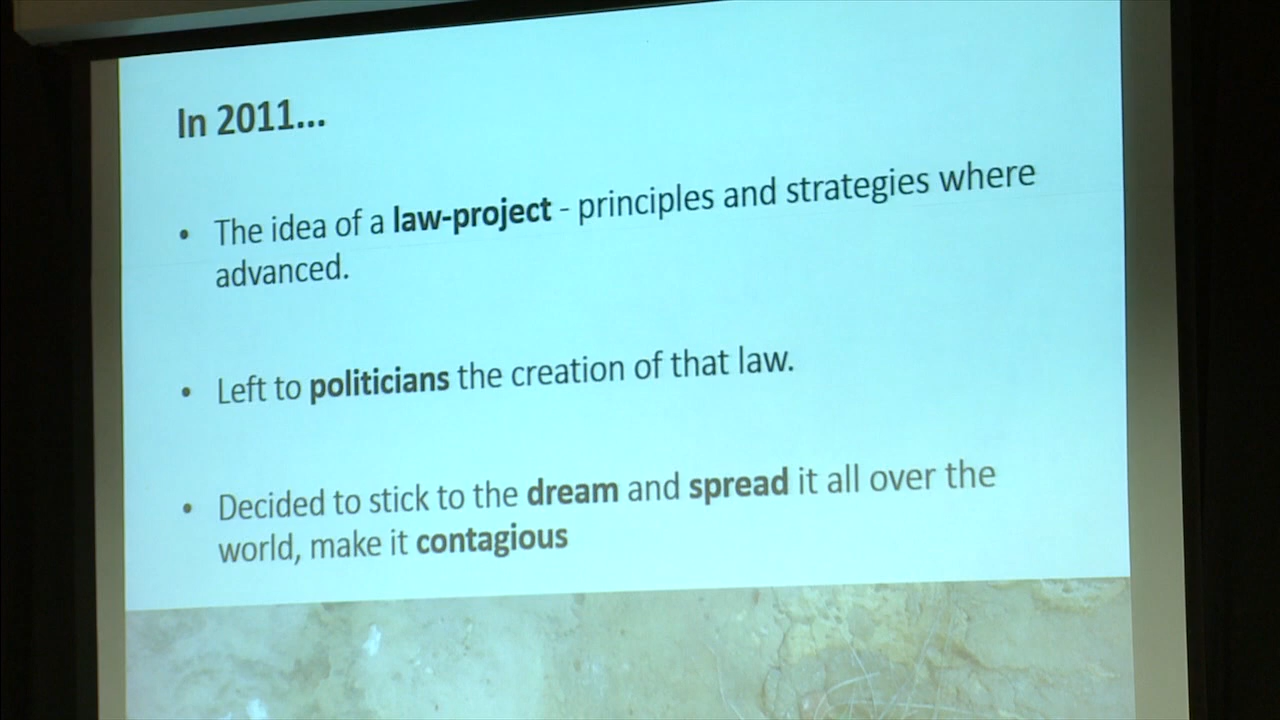 In 2011...
• The idea of a law-project - principles and strategies where
advanced.
• Left to politicians the creation of that law.
• Decided to stick to the dream and spread it all over the
world, make it contagious